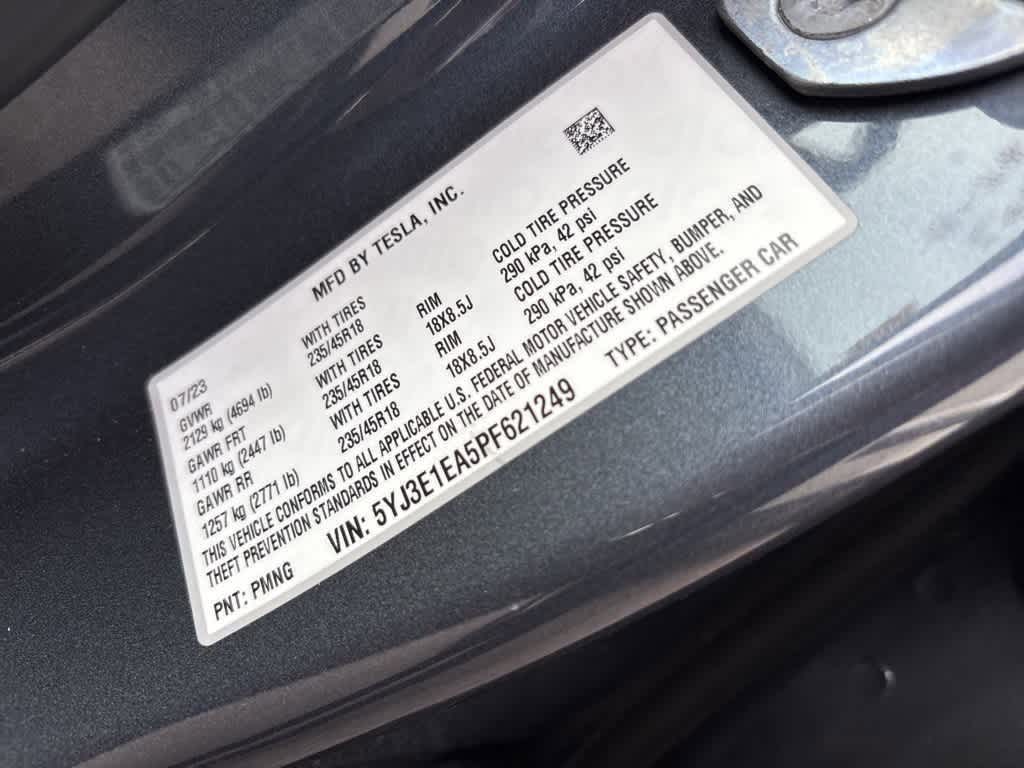 MFD BY TESLA, INC.
07/23
GVWR WITH TIRES
2129 kg (4694 lb) 235/45R18
GAWR FRT WITH TIRES RIM COLD TIRE PRESSURE
1110 kg (2447 lb) 235/45R18 18X8.5J 290 kPa, 42 psi
GAWR RR WITH TIRES RIM COLD TIRE PRESSURE
1257 kg (2771 lb) 235/45R18 18X8.5J 290 kPa, 42 psi
THIS VEHICLE CONFORMS TO ALL APPLICABLE U.S. FEDERAL MOTOR VEHICLE SAFETY, BUMPER, AND
THEFT PREVENTION STANDARDS IN EFFECT ON THE DATE OF MANUFACTURE SHOWN ABOVE.
PNT: PMNG VIN: 5YJ3E1EA5PF621249 TYPE: PASSENGER CAR